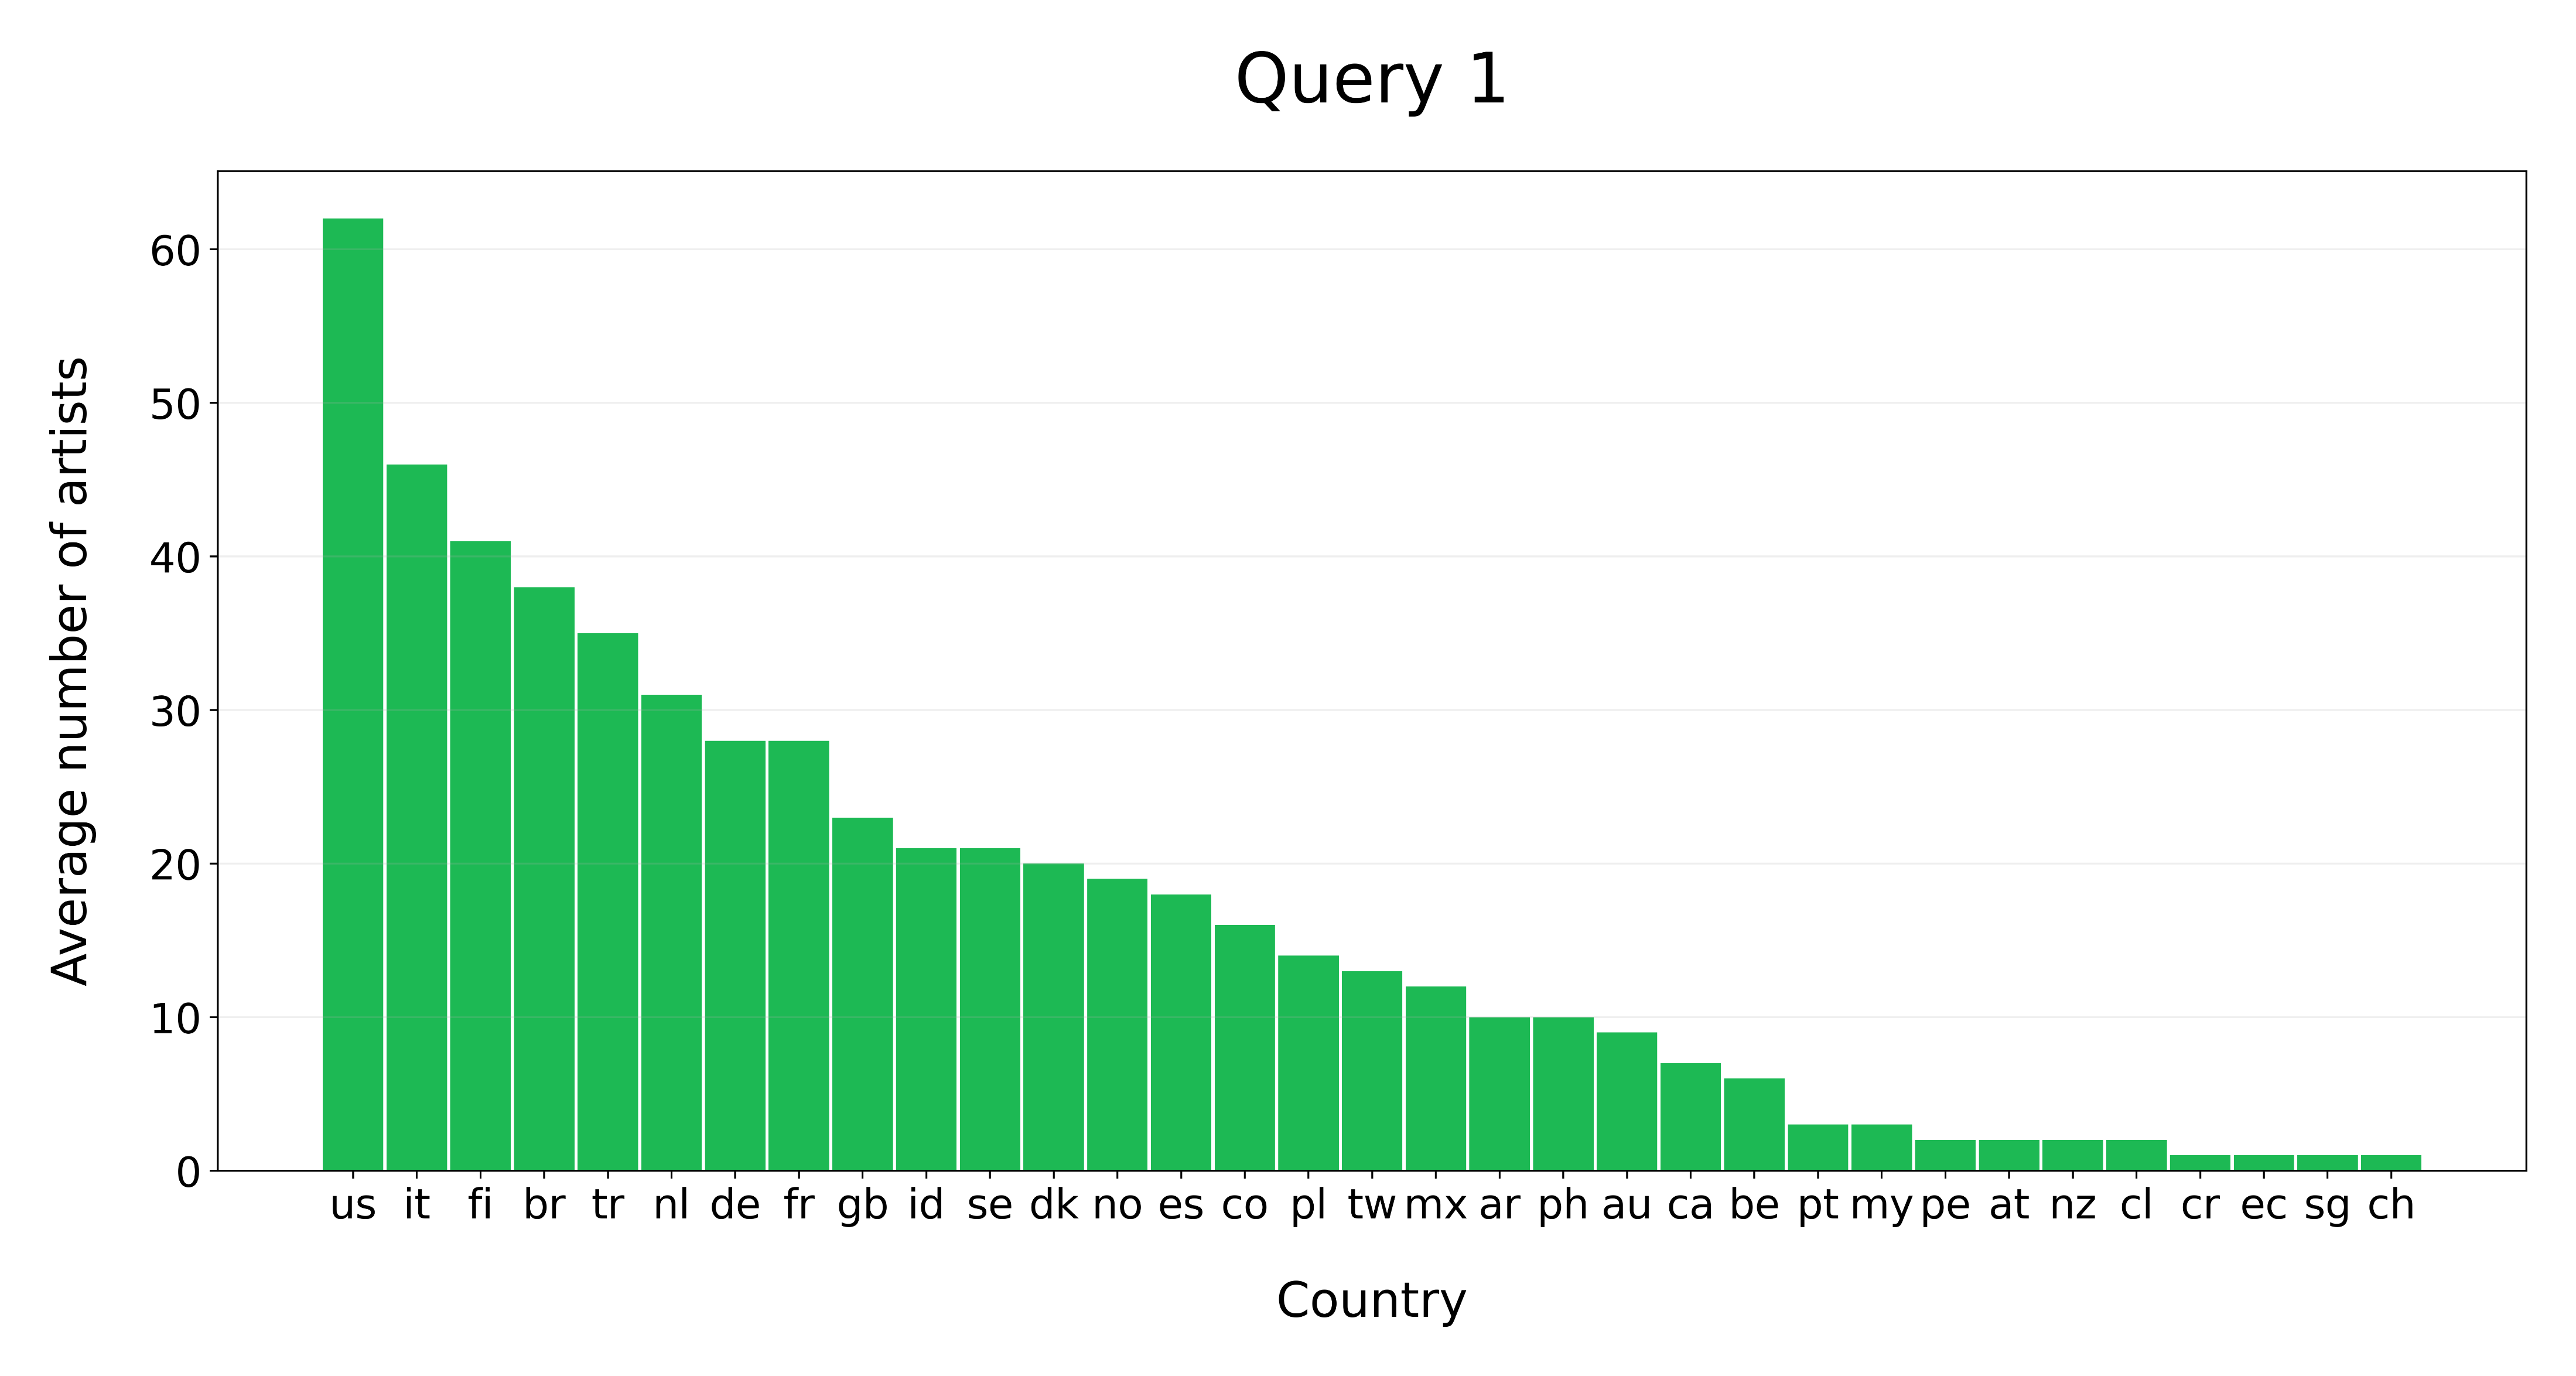 Query 1
Average number of artists
60
50
40
30
20
10
0
us it fi br tr nl de fr gb id se dk no es co pl tw mx ar ph au ca be pt my pe at nz cl cr ec sg ch
Country